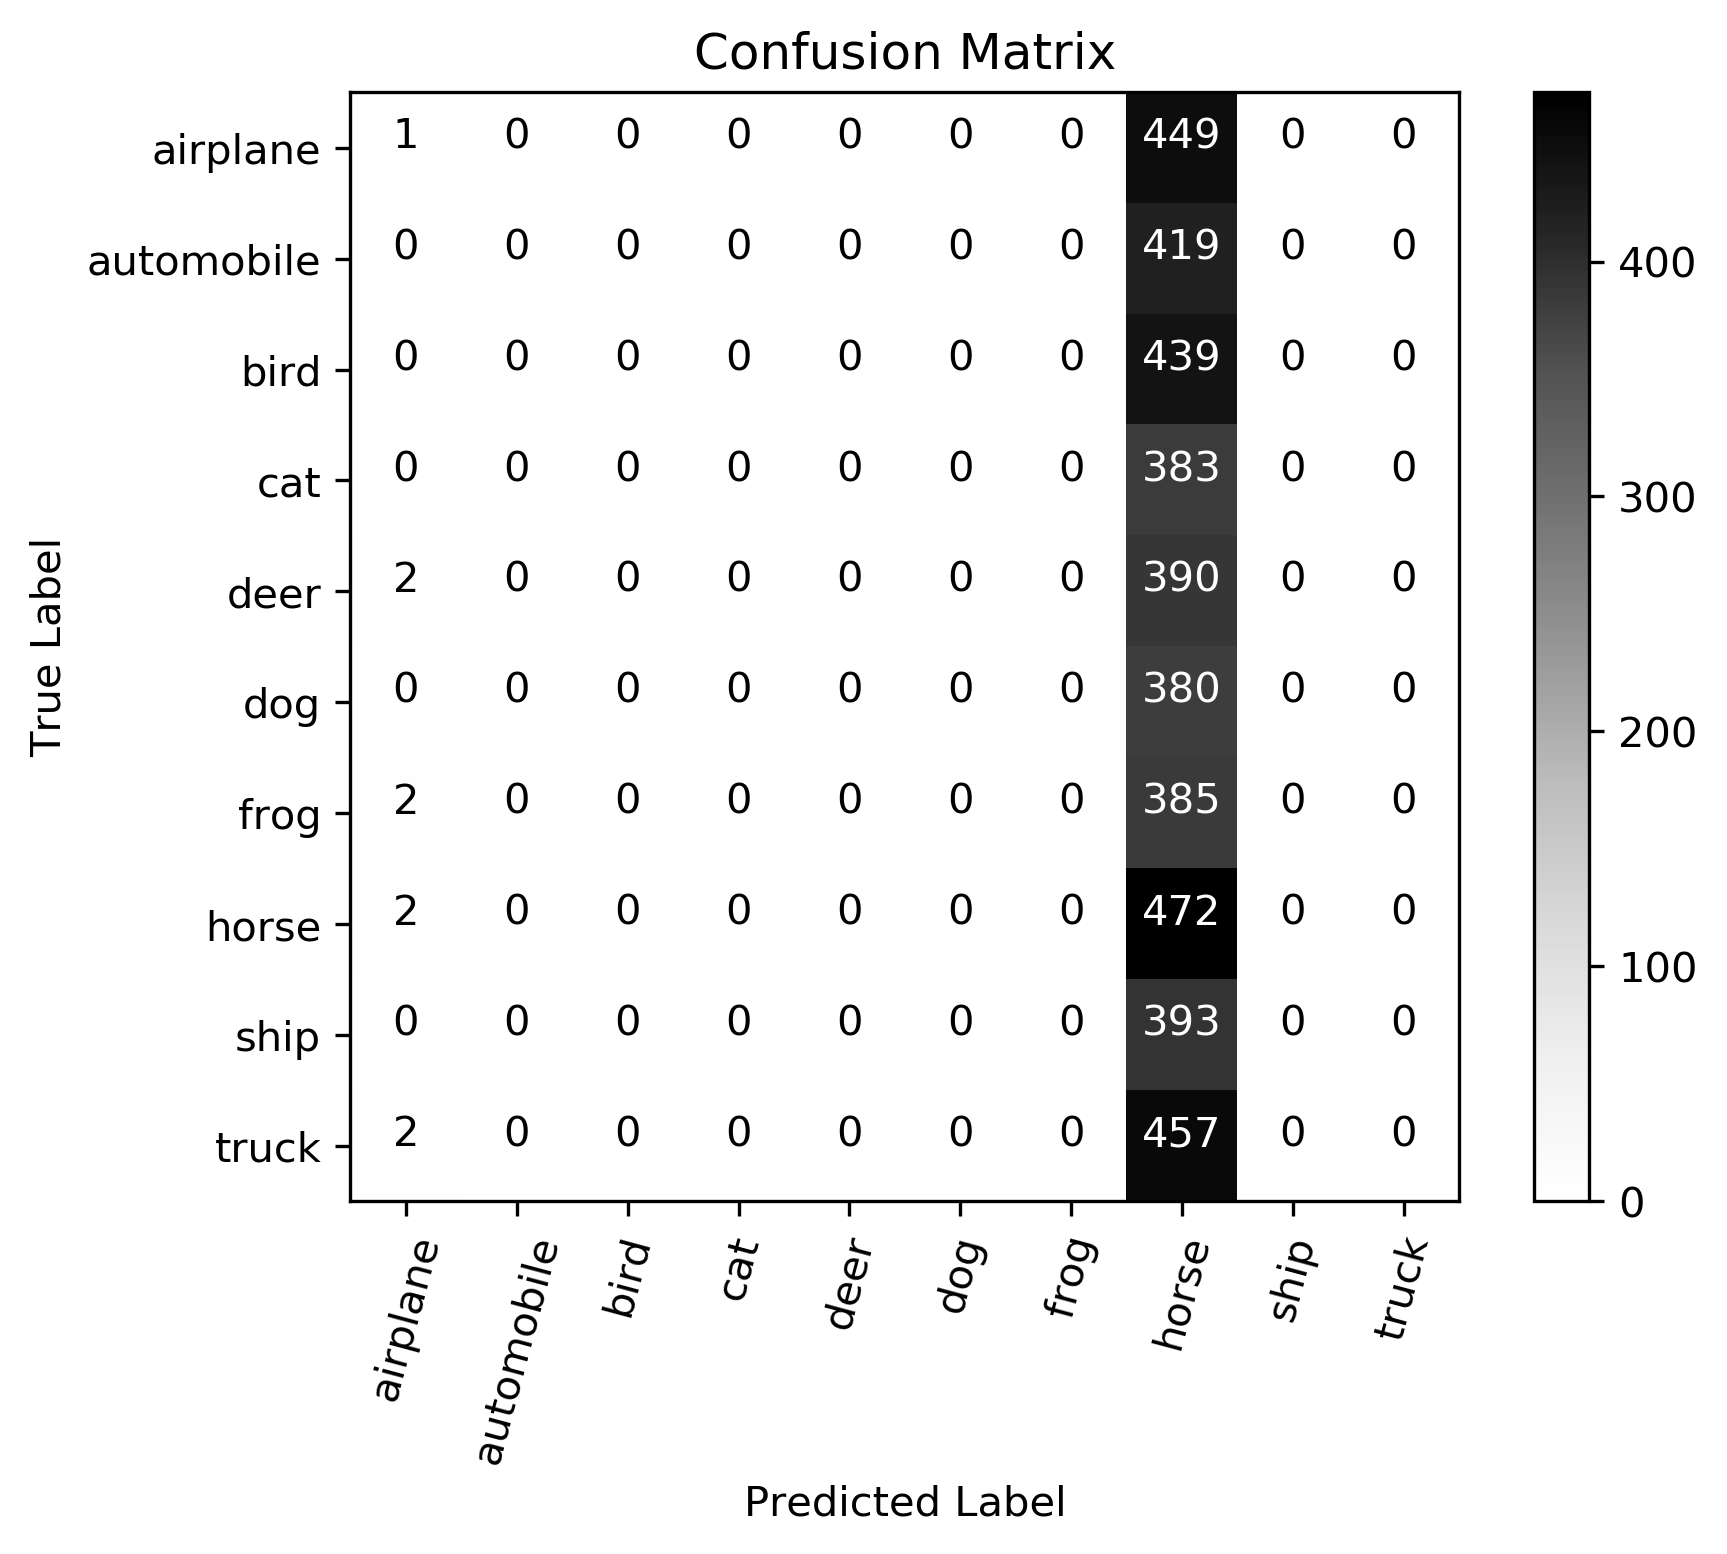 Confusion Matrix
airplane 1 0 0 0 0 0 0 449 0 0
automobile 0 0 0 0 0 0 0 419 0 0
bird 0 0 0 0 0 0 0 439 0 0
cat 0 0 0 0 0 0 0 383 0 0
deer 2 0 0 0 0 0 0 390 0 0
dog 0 0 0 0 0 0 0 380 0 0
frog 2 0 0 0 0 0 0 385 0 0
horse 2 0 0 0 0 0 0 472 0 0
ship 0 0 0 0 0 0 0 393 0 0
truck 2 0 0 0 0 0 0 457 0 0
airplane automobile bird cat deer dog frog horse ship truck
Predicted Label
True Label
400
300
200
100
0